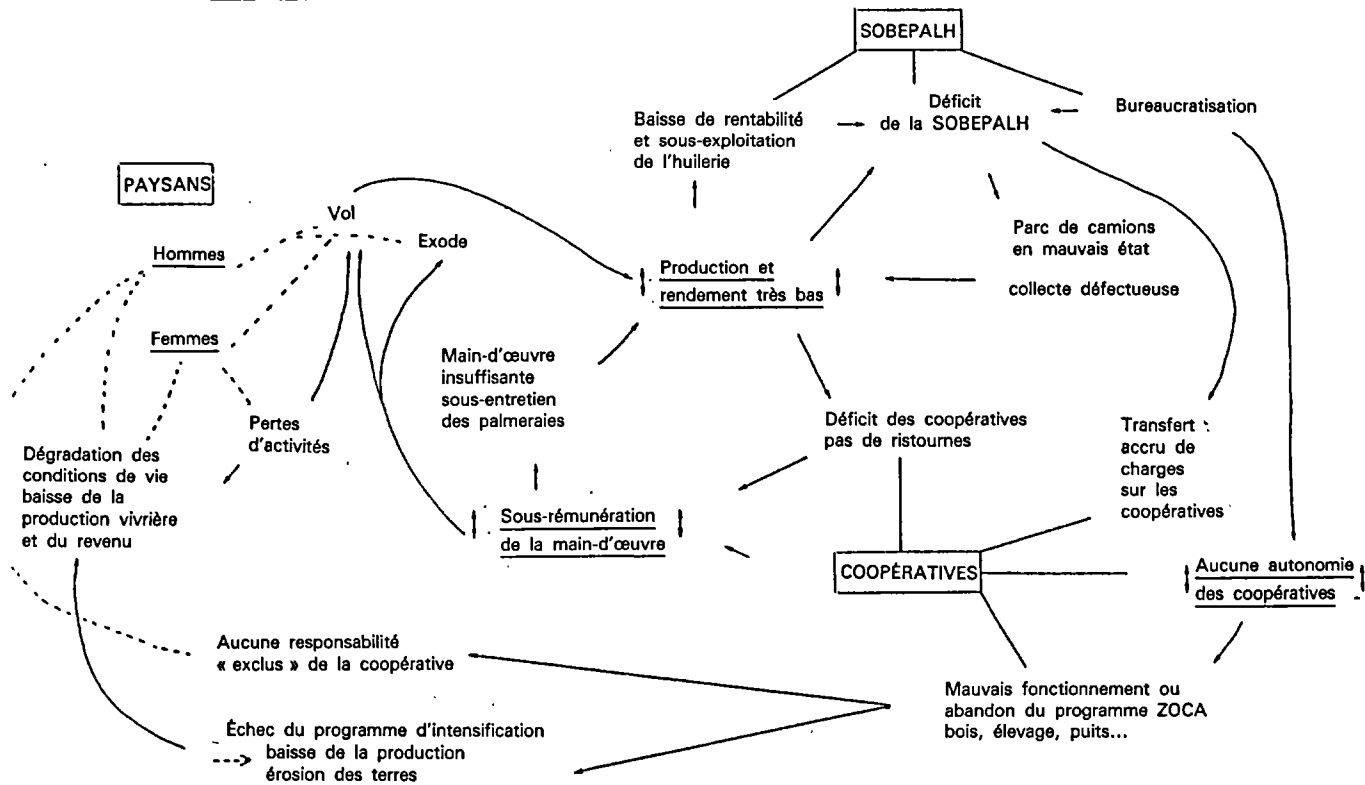 SOBEPALH
Baisse de rentabilité
et sous-exploitation
de l'huilerie
Déficit
de la SOBEPALH
Bureaucratisation
PAYSANS
Vol
Hommes
Exode
Parc de camions
en mauvais état
collecte défectueuse
Production et
rendement très bas
Femmes
Main-d'œuvre
insuffisante
sous-entretien
des palmeraies
Pertes
d'activités
Déficit des coopératives
pas de ristournes
Transfert
accru de
charges
sur les
coopératives
Dégradation des
conditions de vie
baisse de la
production vivrière
et du revenu
Sous-rémunération
de la main-d'œuvre
COOPÉRATIVES
Aucune autonomie
des coopératives
Aucune responsabilité
« exclus » de la coopérative
Mauvais fonctionnement ou
abandon du programme ZOCA
bois, élevage, puits...
Échec du programme d'intensification
baisse de la production
érosion des terres